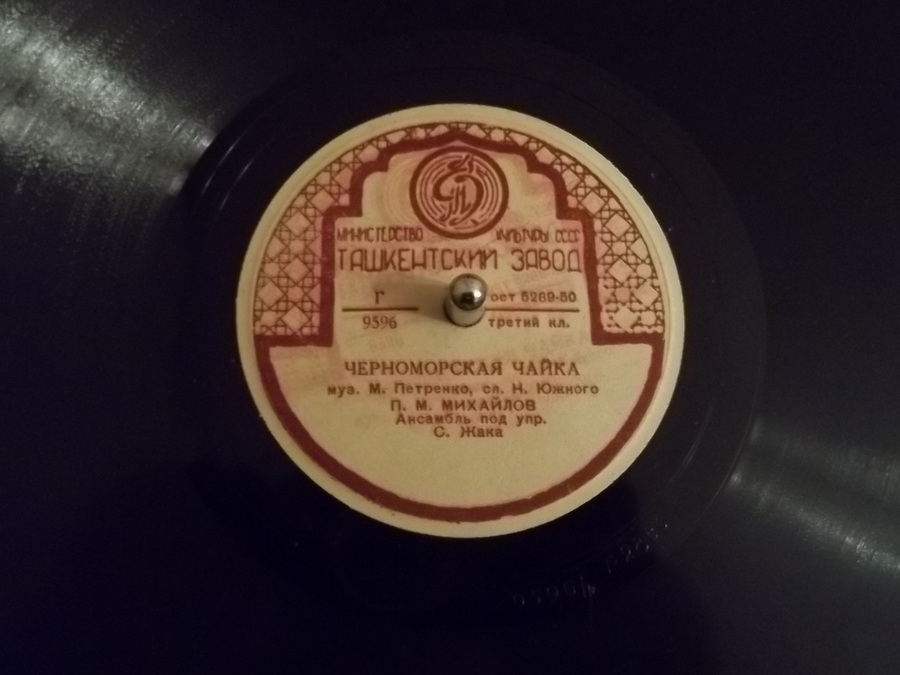 МИНИСТЕРСТВО КУЛЬТУРЫ СССР
ТАШКЕНТСКИЙ ЗАВОД
Г ост 5289-50
9596 третий кл.
ЧЕРНОМОРСКАЯ ЧАЙКА
муз. М. Петренко, сл. Н. Южного
П. М. МИХАЙЛОВ
Ансамбль под упр.
С. Жака